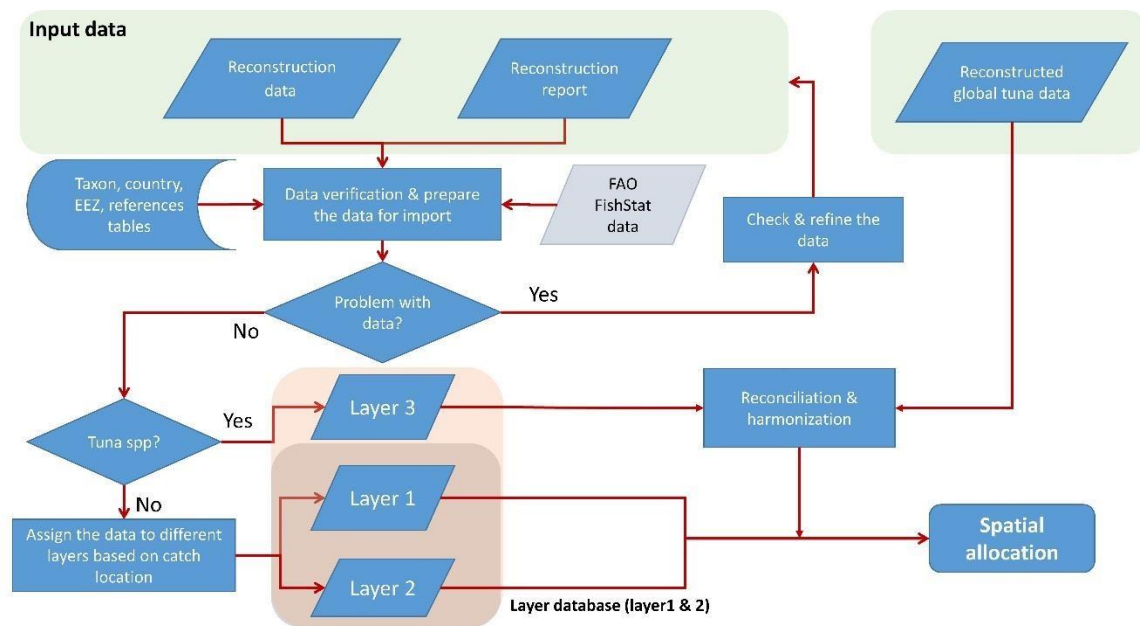 Input data
Reconstruction
data
Reconstruction
report
Reconstructed
global tuna data
Taxon, country,
EEZ, references
tables
Data verification & prepare
the data for import
FAO
FishStat
data
Check & refine the
data
Problem with
data?
Yes
No
Tuna spp?
Yes
Layer 3
Reconciliation &
harmonization
No
Layer 1
Assign the data to different
layers based on catch
location
Layer 2
Spatial
allocation
Layer database (layer1 & 2)